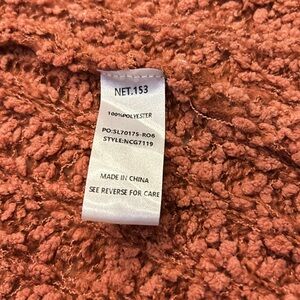 NET.153
100%POLYESTER
PO:SL70175-RO6
STYLE:NCG7119
MADE IN CHINA
SEE REVERSE FOR CARE